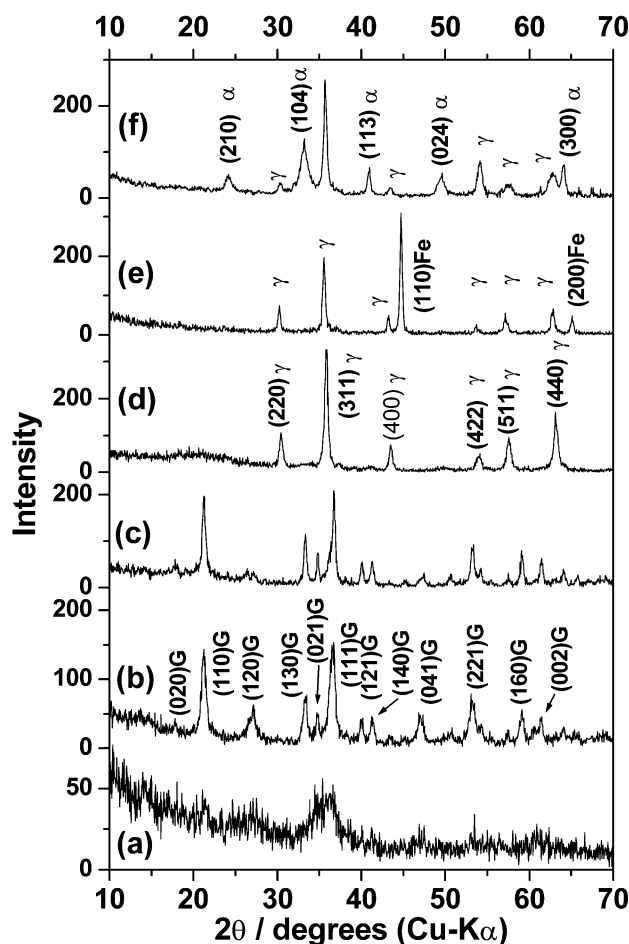 10 20 30 40 50 60 70
Intensity
200
0
(f)
(210) α
γ
(104) α
(113) α
γ
(024) α
γ
γ
γ
(300) α
200
0
(e)
γ
γ
γ
(110)Fe
γ
γ
γ
(200)Fe
200
0
(d)
(220) γ
(311) γ
(400) γ
(422) γ
(511) γ
(440) γ
200
0
(c)
200
100
0
(b)
(020)G
(110)G
(120)G
(130)G
(021)G
(111)G
(121)G
(140)G
(041)G
(221)G
(160)G
(002)G
50
0
(a)
10 20 30 40 50 60 70
2θ / degrees (Cu-Kα)